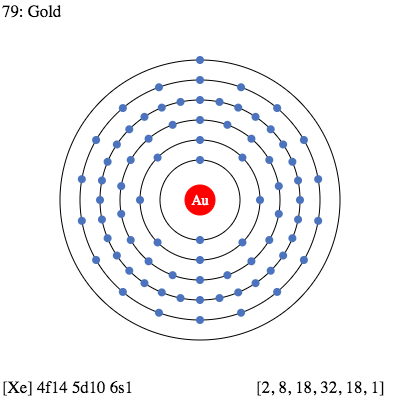 79: Gold
Au
[Xe] 4f14 5d10 6s1
[2, 8, 18, 32, 18, 1]